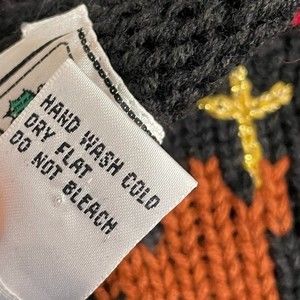 HAND WASH COLD
DRY FLAT
DO NOT BLEACH